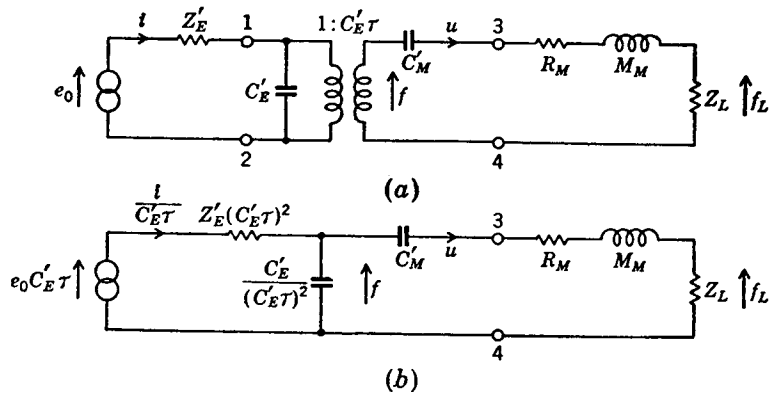 i Z′_E 1 1 : C′_E τ C′_M u 3 R_M M_M
e_0 C′_E f Z_L f_L
2 4
(a)
i/C′_E τ Z′_E (C′_E τ)² C′_M u 3 R_M M_M
e_0 C′_E τ C′_E/(C′_E τ)² f Z_L f_L
4
(b)